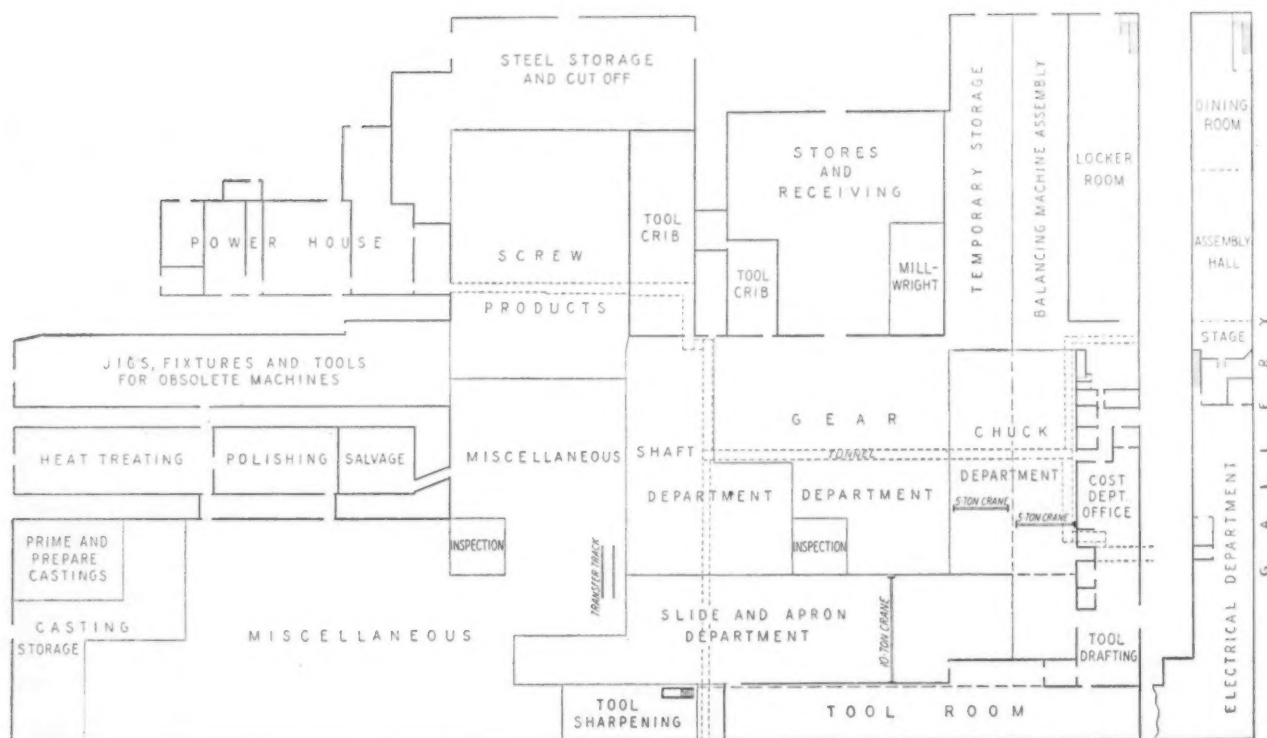 STEEL STORAGE
AND CUT OFF
STORES
AND
RECEIVING
TEMPORARY STORAGE
BALANCING MACHINE ASSEMBLY
LOCKER
ROOM
DINING
ROOM
POWER HOUSE
SCREW
PRODUCTS
TOOL
CRIB
TOOL
CRIB
MILL-
WRIGHT
ASSEMBLY
HALL
STAGE
JIGS, FIXTURES AND TOOLS
FOR OBSOLETE MACHINES
HEAT TREATING
POLISHING
SALVAGE
MISCELLANEOUS
SHAFT
DEPARTMENT
GEAR
TUNNEL
DEPARTMENT
CHUCK
DEPARTMENT
5-TON CRANE
5-TON CRANE
COST
DEPT.
OFFICE
GALLERY
ELECTRICAL DEPARTMENT
PRIME AND
PREPARE
CASTINGS
CASTING
STORAGE
MISCELLANEOUS
INSPECTION
TRANSFER TRACK
INSPECTION
SLIDE AND APRON
DEPARTMENT
10-TON CRANE
TOOL
DRAFTING
TOOL
SHARPENING
TOOL ROOM